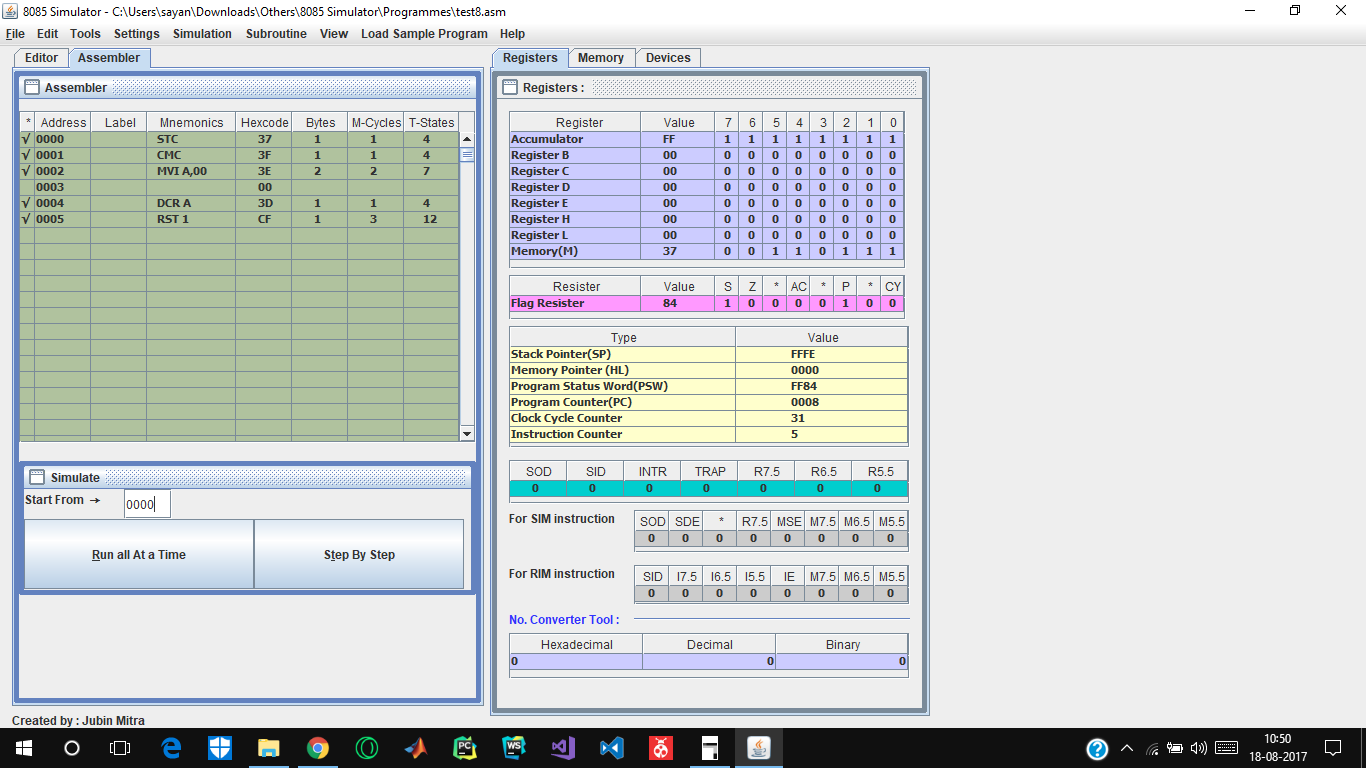 8085 Simulator - C:\Users\sayan\Downloads\Others\8085 Simulator\Programmes\test8.asm
File Edit Tools Settings Simulation Subroutine View Load Sample Program Help
Editor Assembler
Assembler
* Address Label Mnemonics Hexcode Bytes M-Cycles T-States
√ 0000 STC 37 1 1 4
√ 0001 CMC 3F 1 1 4
√ 0002 MVI A,00 3E 2 2 7
0003 00
√ 0004 DCR A 3D 1 1 4
√ 0005 RST 1 CF 1 3 12
Simulate
Start From → 0000
Run all At a Time Step By Step
Created by : Jubin Mitra
Registers Memory Devices
Registers :
Register Value 7 6 5 4 3 2 1 0
Accumulator FF 1 1 1 1 1 1 1 1
Register B 00 0 0 0 0 0 0 0 0
Register C 00 0 0 0 0 0 0 0 0
Register D 00 0 0 0 0 0 0 0 0
Register E 00 0 0 0 0 0 0 0 0
Register H 00 0 0 0 0 0 0 0 0
Register L 00 0 0 0 0 0 0 0 0
Memory(M) 37 0 0 1 1 0 1 1 1
Resister Value S Z * AC * P * CY
Flag Resister 84 1 0 0 0 0 1 0 0
Type Value
Stack Pointer(SP) FFFE
Memory Pointer (HL) 0000
Program Status Word(PSW) FF84
Program Counter(PC) 0008
Clock Cycle Counter 31
Instruction Counter 5
SOD SID INTR TRAP R7.5 R6.5 R5.5
0 0 0 0 0 0 0
For SIM instruction
SOD SDE * R7.5 MSE M7.5 M6.5 M5.5
0 0 0 0 0 0 0 0
For RIM instruction
SID I7.5 I6.5 I5.5 IE M7.5 M6.5 M5.5
0 0 0 0 0 0 0 0
No. Converter Tool :
Hexadecimal Decimal Binary
0 0 0
PC WS
10:50
18-08-2017